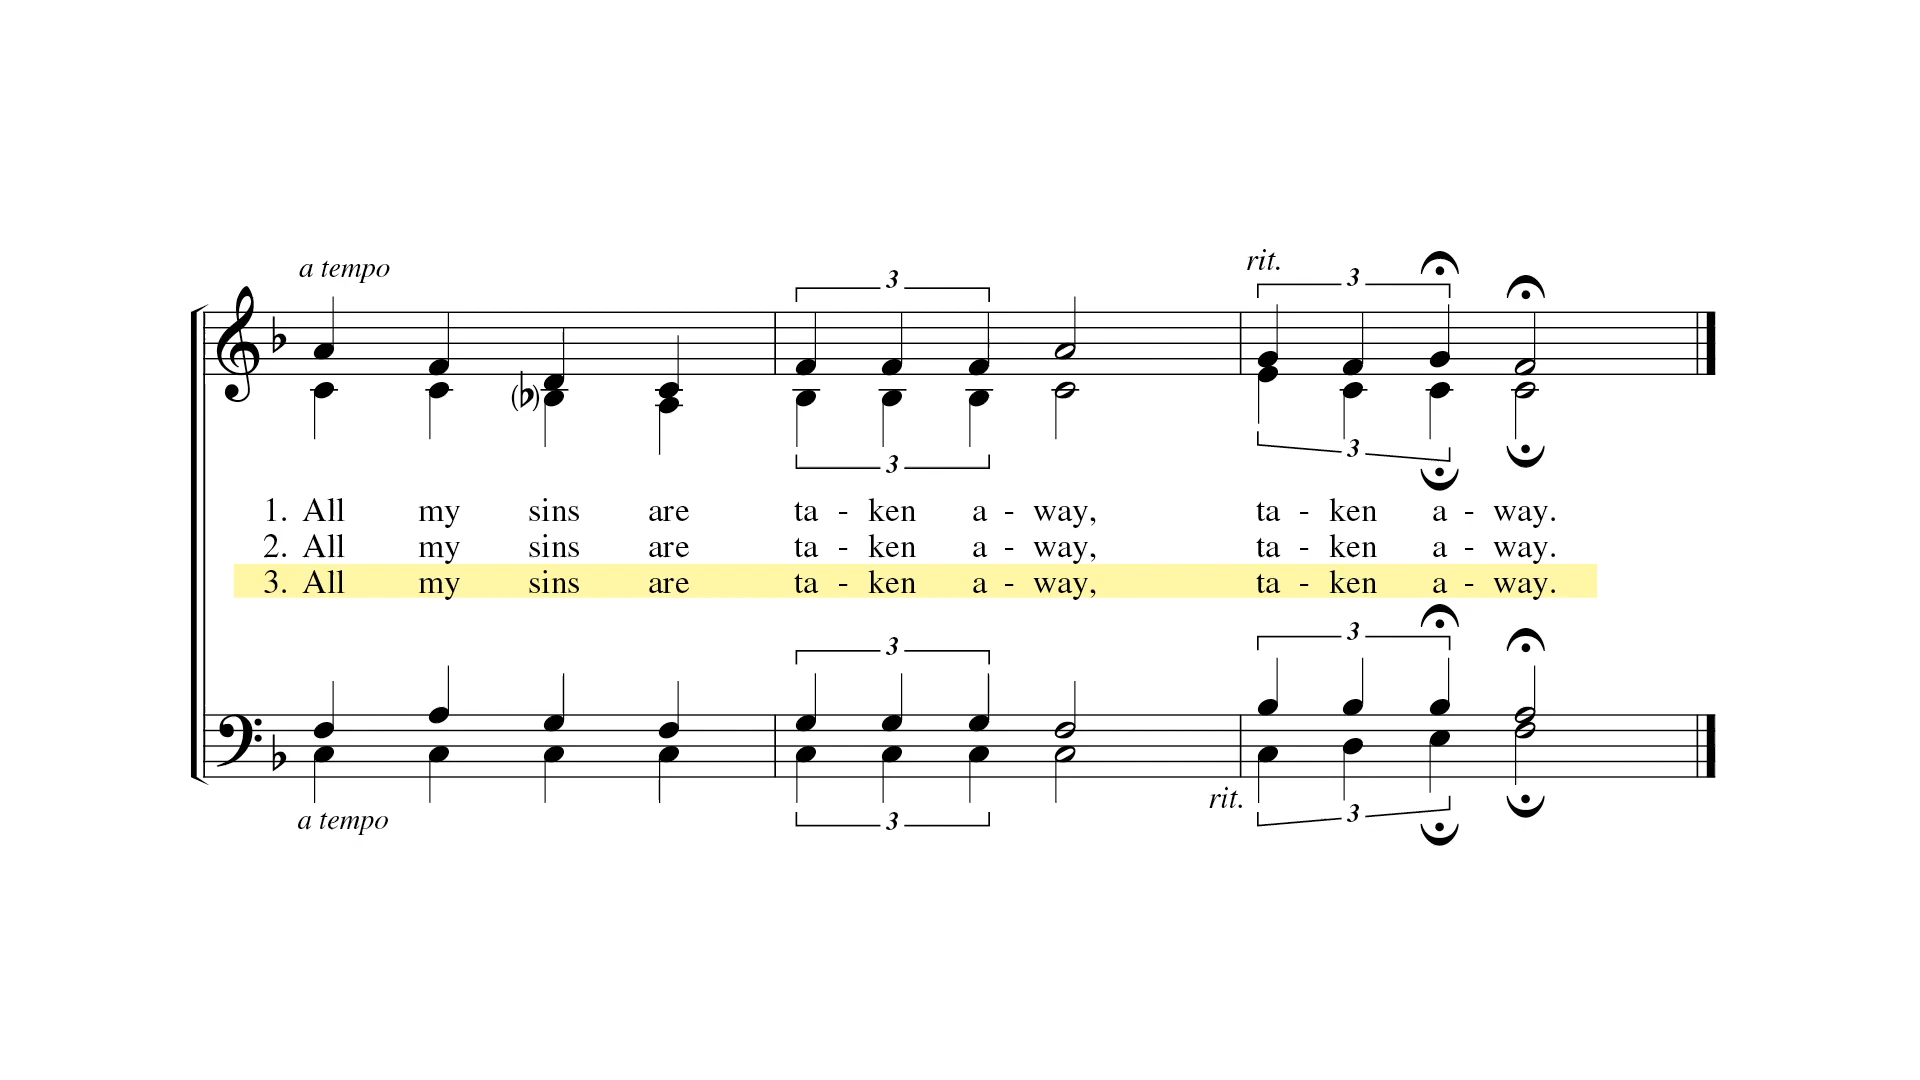 a tempo
rit.
3
3
3
3
1. All my sins are ta - ken a - way, ta - ken a - way.
2. All my sins are ta - ken a - way, ta - ken a - way.
3. All my sins are ta - ken a - way, ta - ken a - way.
3
3
a tempo
3
rit.
3